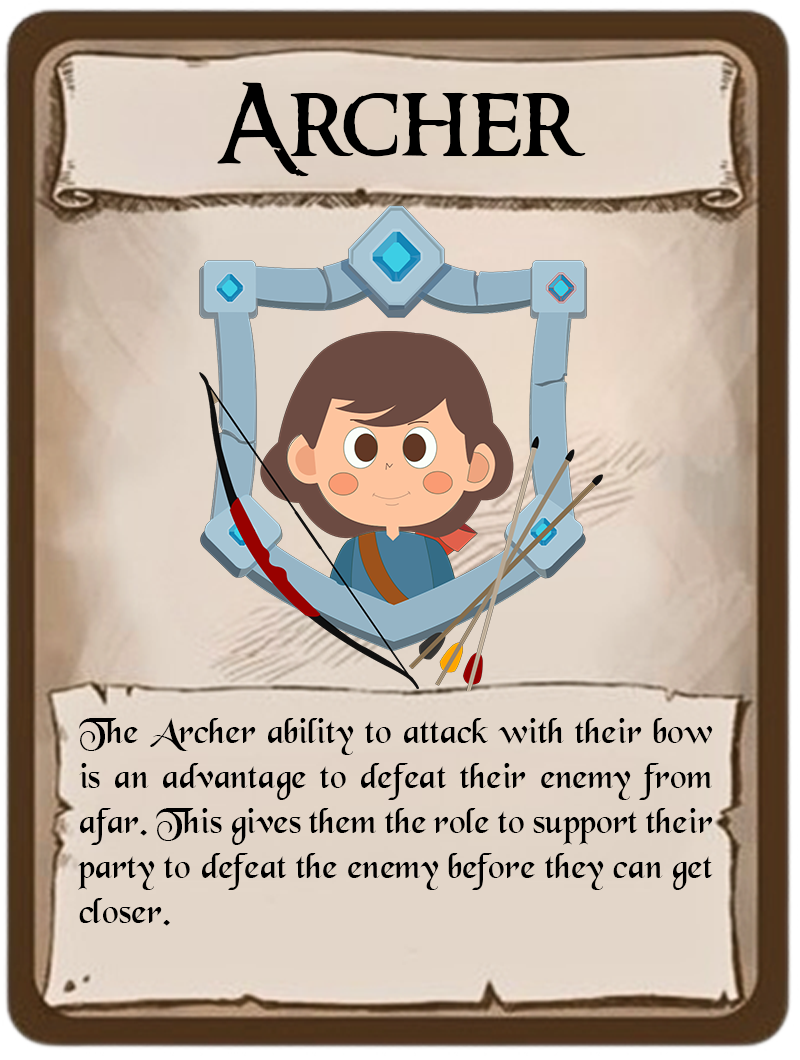 Archer
The Archer ability to attack with their bow
is an advantage to defeat their enemy from
afar. This gives them the role to support their
party to defeat the enemy before they can get
closer.